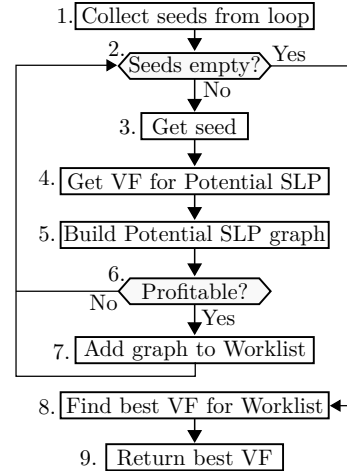 1. Collect seeds from loop
2. Seeds empty? Yes
No
3. Get seed
4. Get VF for Potential SLP
5. Build Potential SLP graph
6. Profitable?
No
Yes
7. Add graph to Worklist
8. Find best VF for Worklist
9. Return best VF